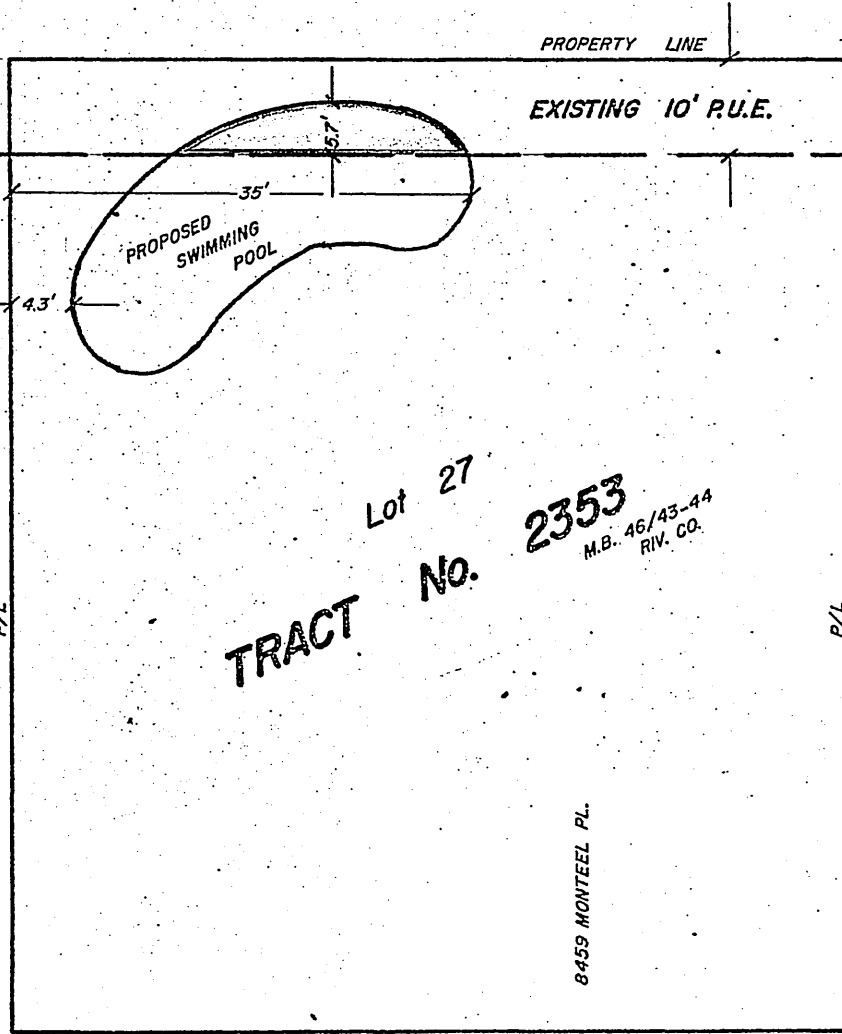 PROPERTY LINE
EXISTING 10' P.U.E.
5.7'
35'
PROPOSED
SWIMMING
POOL
4.3'
Lot 27
TRACT No. 2353
M.B. 46/43-44
RIV. CO.
P/L
P/L
8459 MONTEEL PL.